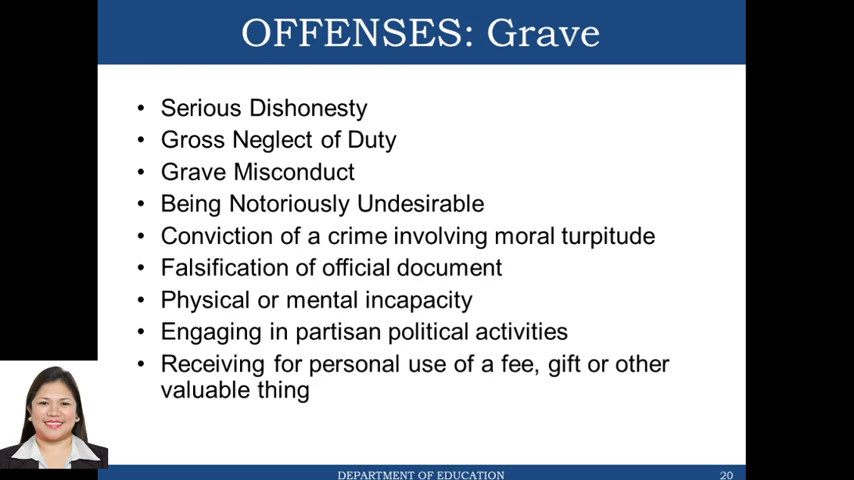 OFFENSES: Grave
• Serious Dishonesty
• Gross Neglect of Duty
• Grave Misconduct
• Being Notoriously Undesirable
• Conviction of a crime involving moral turpitude
• Falsification of official document
• Physical or mental incapacity
• Engaging in partisan political activities
• Receiving for personal use of a fee, gift or other
valuable thing
DEPARTMENT OF EDUCATION
20